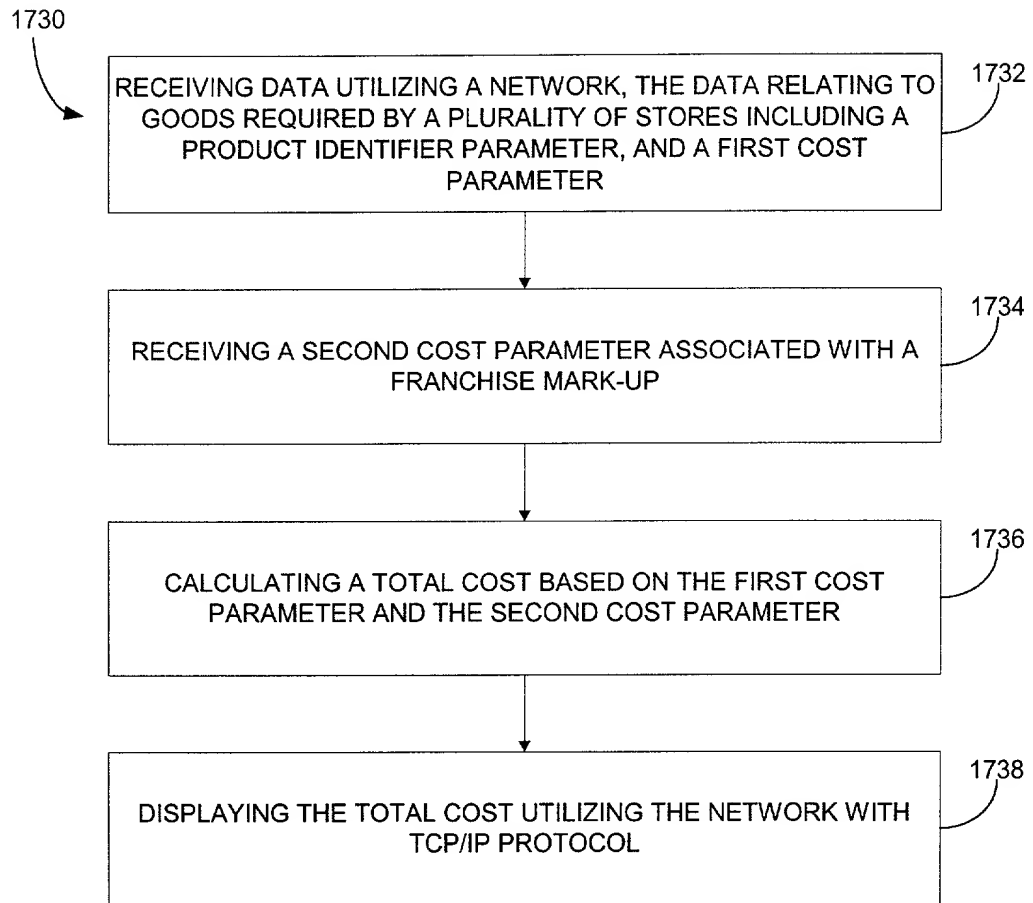 1730
RECEIVING DATA UTILIZING A NETWORK, THE DATA RELATING TO
GOODS REQUIRED BY A PLURALITY OF STORES INCLUDING A
PRODUCT IDENTIFIER PARAMETER, AND A FIRST COST
PARAMETER
1732
RECEIVING A SECOND COST PARAMETER ASSOCIATED WITH A
FRANCHISE MARK-UP
1734
CALCULATING A TOTAL COST BASED ON THE FIRST COST
PARAMETER AND THE SECOND COST PARAMETER
1736
DISPLAYING THE TOTAL COST UTILIZING THE NETWORK WITH
TCP/IP PROTOCOL
1738